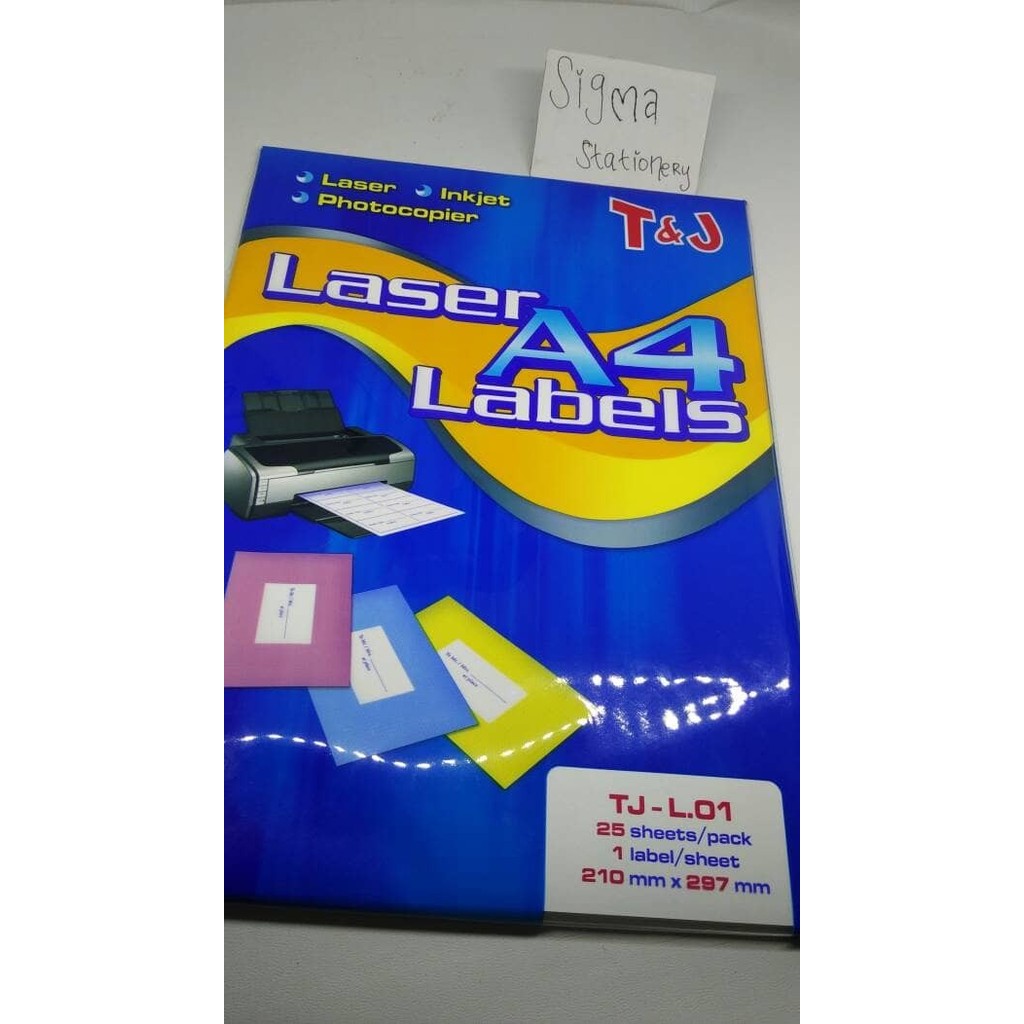 Sigma
Stationery
Laser Inkjet
Photocopier
T&J
Laser
A4
Labels
TJ - L.01
25 sheets/pack
1 label/sheet
210 mm x 297 mm